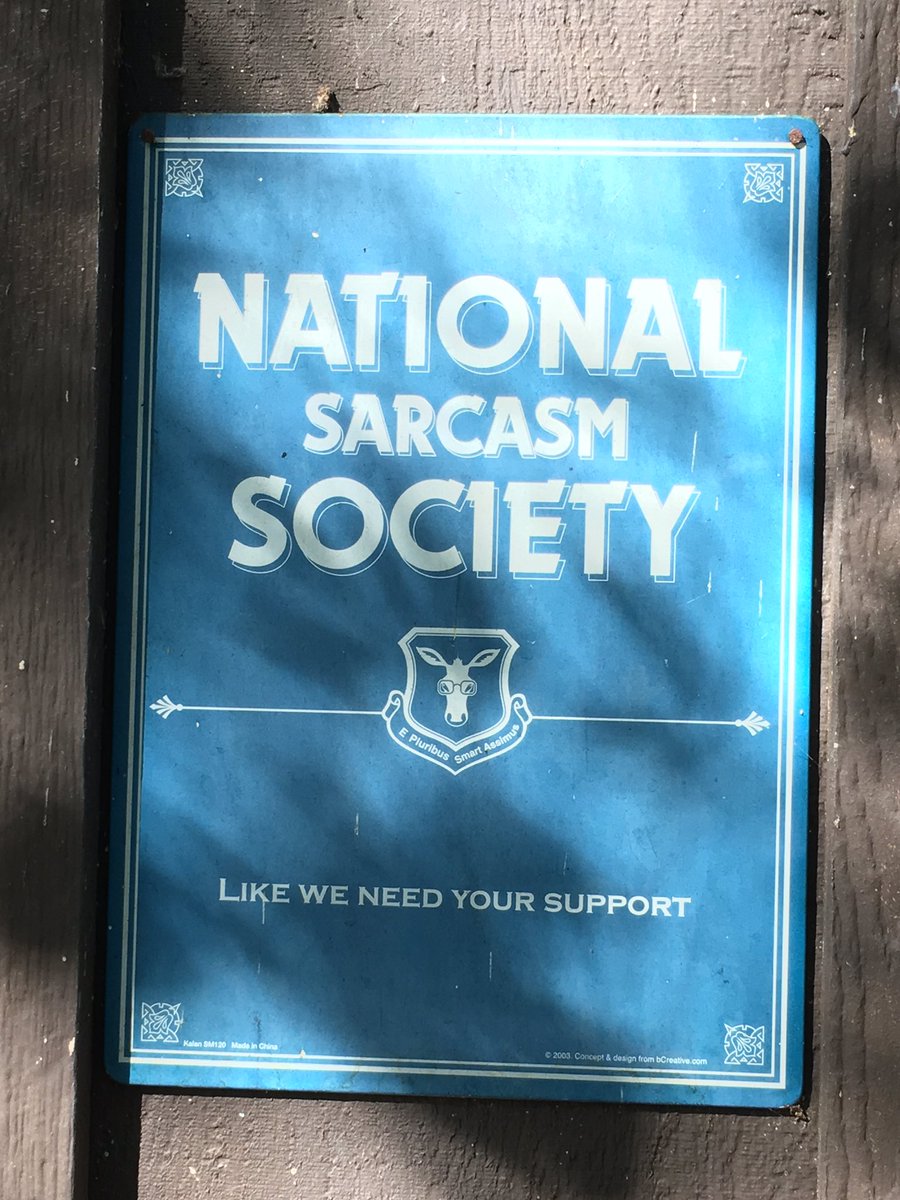 NATIONAL
SARCASM
SOCIETY
E Pluribus Smart Assimus
LIKE WE NEED YOUR SUPPORT
Kalan SM120 Made in China
© 2003. Concept & design from bCreative.com